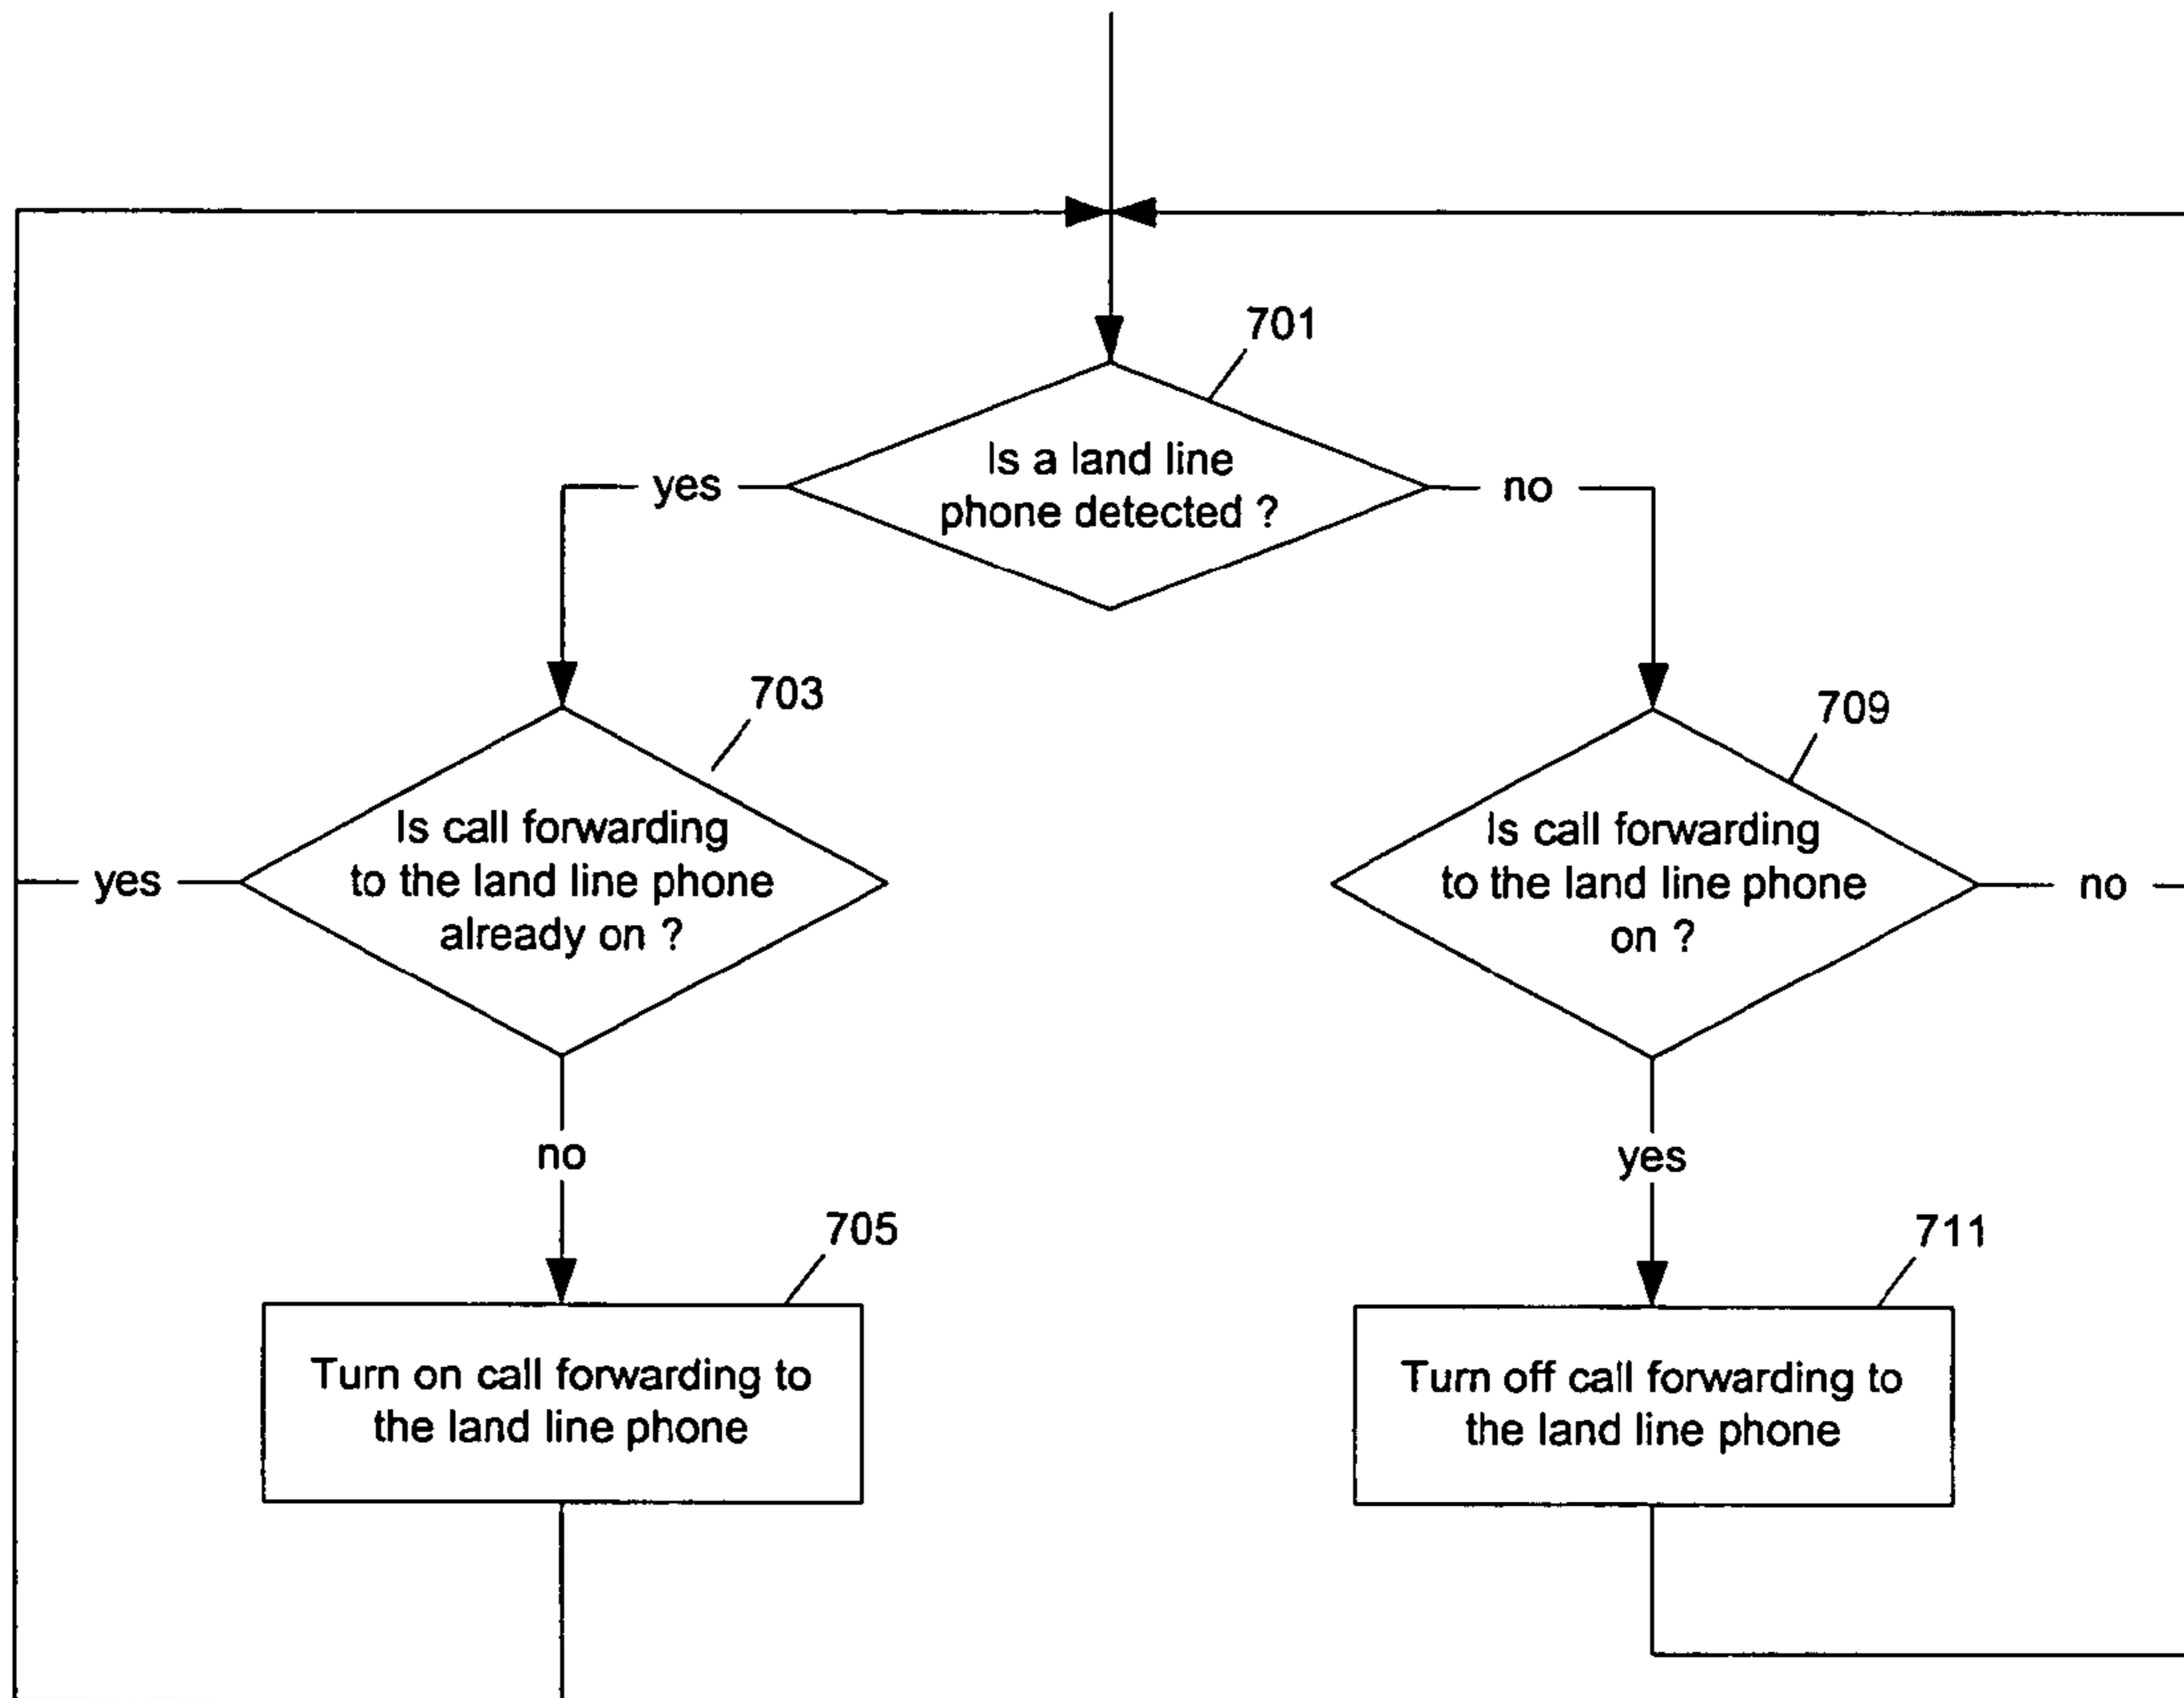 701
Is a land line
phone detected ?
yes
no
703
709
Is call forwarding
to the land line phone
already on ?
yes
Is call forwarding
to the land line phone
on ?
no
no
yes
705
711
Turn on call forwarding to
the land line phone
Turn off call forwarding to
the land line phone